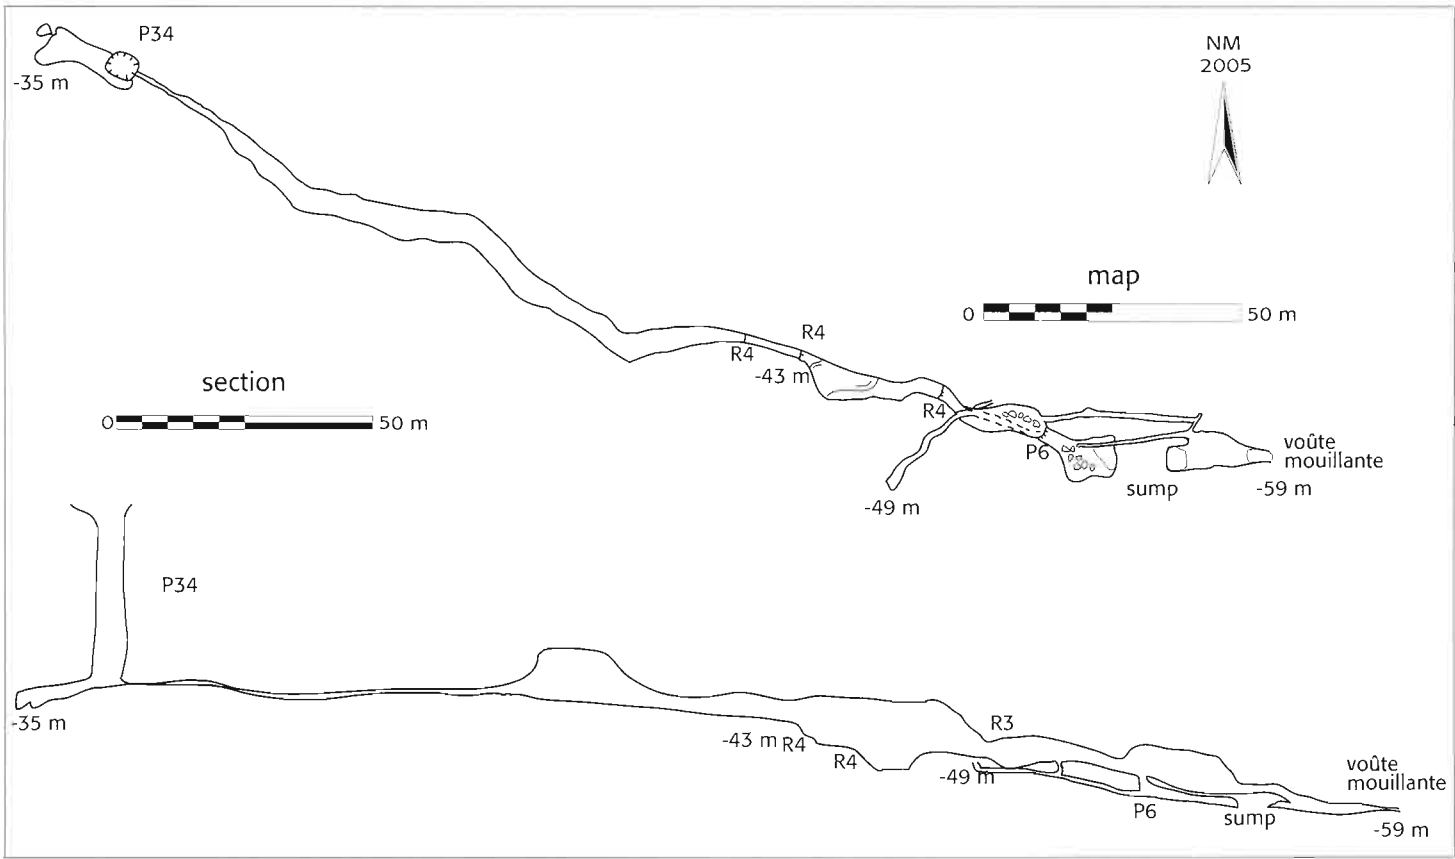 P34
-35 m
NM
2005
map
0 50 m
R4
R4
-43 m
section
0 50 m
R4
P6
voûte
mouillante
sump
-59 m
-49 m
P34
-35 m
-43 m R4
R4
R3
-49 m
voûte
mouillante
P6
sump
-59 m